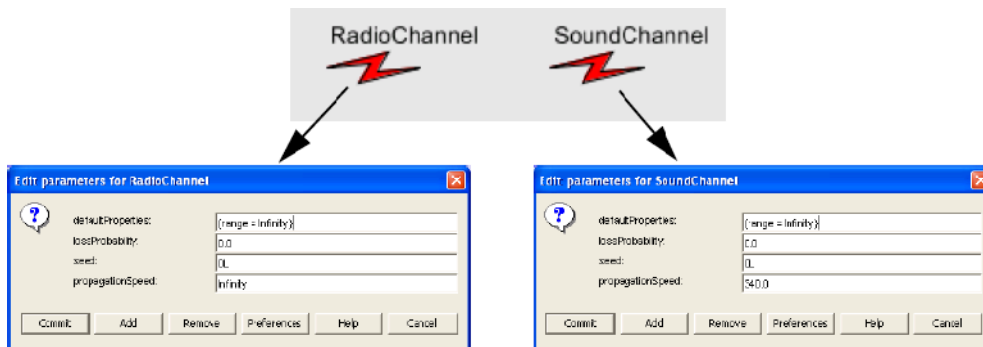 RadioChannel SoundChannel
Edit parameters for RadioChannel
defaultProperties: {range = Infinity}
lossProbability: 0.0
seed: 0L
propagationSpeed: Infinity
Commit Add Remove Preferences Help Cancel
Edit parameters for SoundChannel
defaultProperties: {range = Infinity}
lossProbability: 0.0
seed: 0L
propagationSpeed: 340.0
Commit Add Remove Preferences Help Cancel